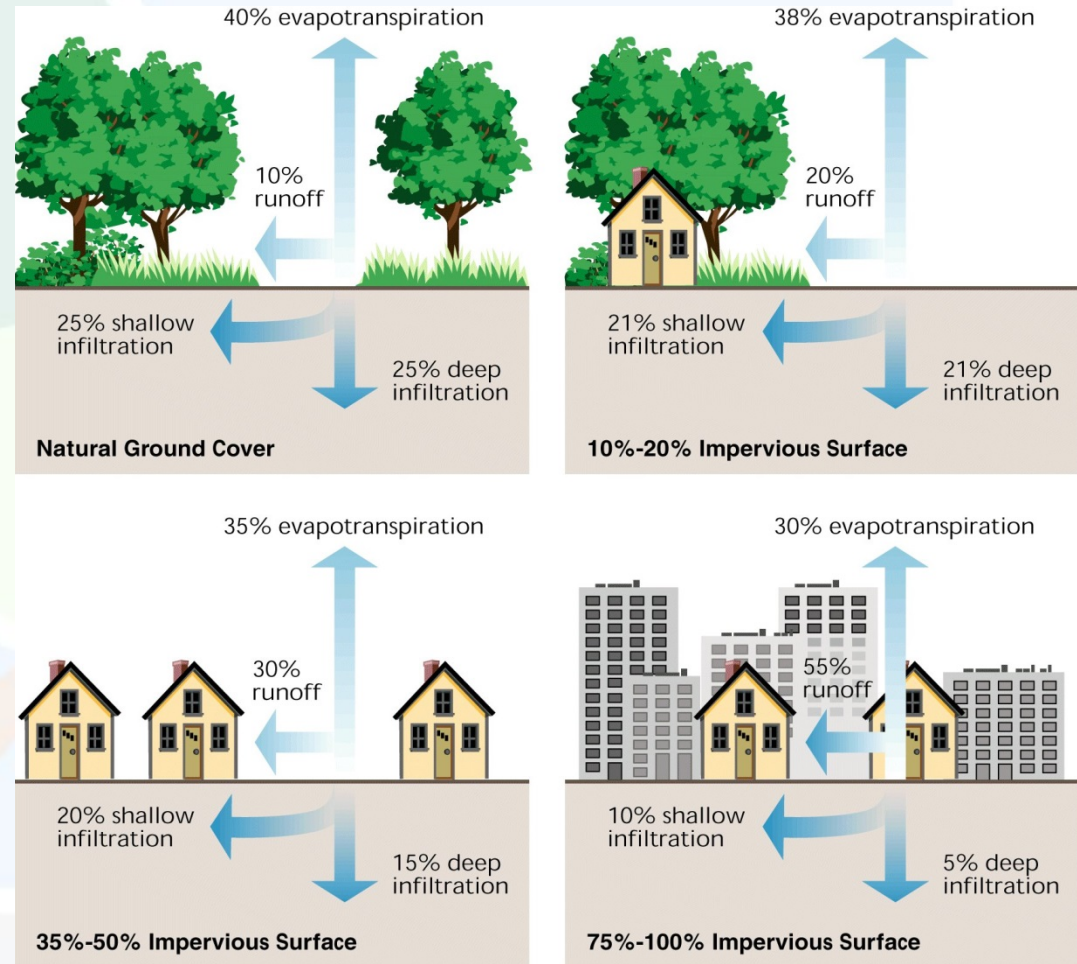 40% evapotranspiration
10%
runoff
25% shallow
infiltration
25% deep
infiltration
Natural Ground Cover
38% evapotranspiration
20%
runoff
21% shallow
infiltration
21% deep
infiltration
10%-20% Impervious Surface
35% evapotranspiration
30%
runoff
20% shallow
infiltration
15% deep
infiltration
35%-50% Impervious Surface
30% evapotranspiration
55%
runoff
10% shallow
infiltration
5% deep
infiltration
75%-100% Impervious Surface